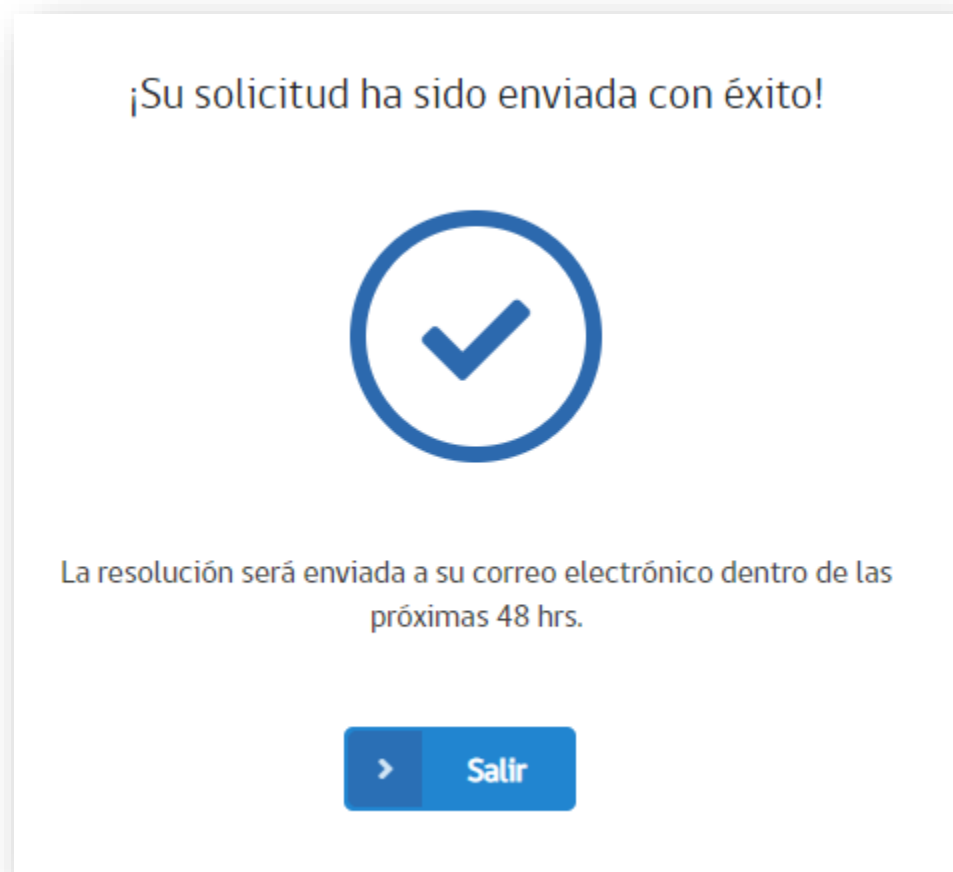 ¡Su solicitud ha sido enviada con éxito!
La resolución será enviada a su correo electrónico dentro de las
próximas 48 hrs.
Salir